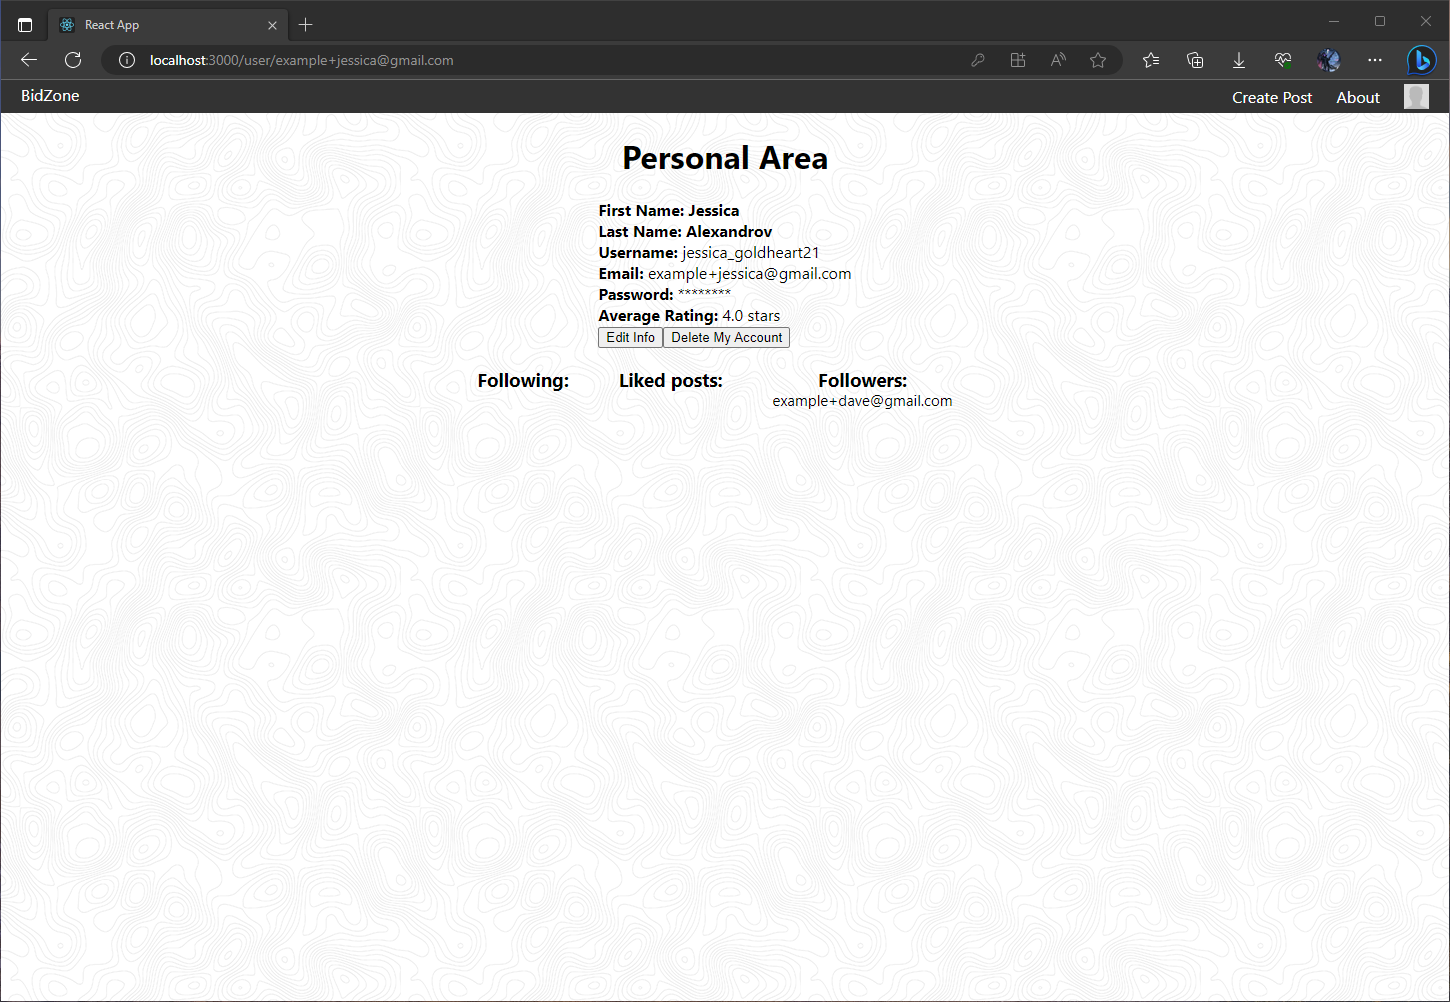 React App
localhost:3000/user/example+jessica@gmail.com
BidZone
Create Post
About
Personal Area
First Name: Jessica
Last Name: Alexandrov
Username: jessica_goldheart21
Email: example+jessica@gmail.com
Password: ********
Average Rating: 4.0 stars
Edit Info
Delete My Account
Following:
Liked posts:
Followers:
example+dave@gmail.com